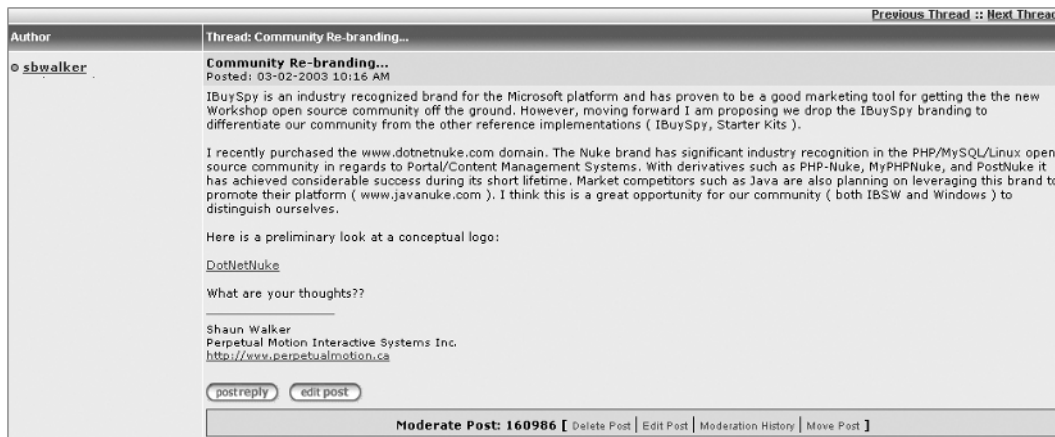 Previous Thread :: Next Thread
Author Thread: Community Re-branding...
sbwalker
Community Re-branding...
Posted: 03-02-2003 10:16 AM
IBuySpy is an industry recognized brand for the Microsoft platform and has proven to be a good marketing tool for getting the the new
Workshop open source community off the ground. However, moving forward I am proposing we drop the IBuySpy branding to
differentiate our community from the other reference implementations ( IBuySpy, Starter Kits ).
I recently purchased the www.dotnetnuke.com domain. The Nuke brand has significant industry recognition in the PHP/MySQL/Linux open
source community in regards to Portal/Content Management Systems. With derivatives such as PHP-Nuke, MyPHPNuke, and PostNuke it
has achieved considerable success during its short lifetime. Market competitors such as Java are also planning on leveraging this brand to
promote their platform ( www.javanuke.com ). I think this is a great opportunity for our community ( both IBSW and Windows ) to
distinguish ourselves.
Here is a preliminary look at a conceptual logo:
DotNetNuke
What are your thoughts??
Shaun Walker
Perpetual Motion Interactive Systems Inc.
http://www.perpetualmotion.ca
post reply edit post
Moderate Post: 160986 [ Delete Post | Edit Post | Moderation History | Move Post ]